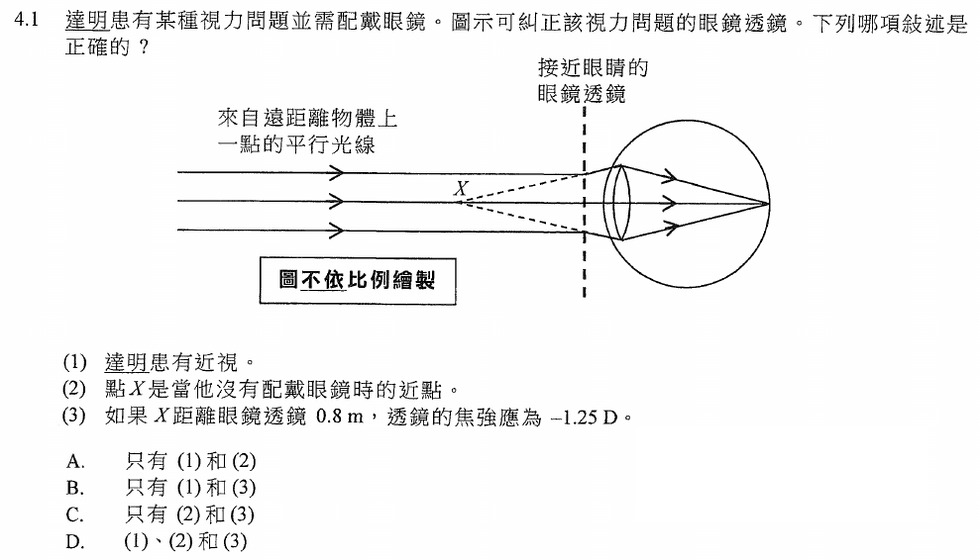 4.1 達明患有某種視力問題並需配戴眼鏡。圖示可糾正該視力問題的眼鏡透鏡。下列哪項敍述是
正確的？
接近眼睛的
眼鏡透鏡
來自遠距離物體上
一點的平行光線
X
圖不依比例繪製
(1) 達明患有近視。
(2) 點 X 是當他沒有配戴眼鏡時的近點。
(3) 如果 X 距離眼鏡透鏡 0.8 m，透鏡的焦強應為 –1.25 D。
A. 只有 (1) 和 (2)
B. 只有 (1) 和 (3)
C. 只有 (2) 和 (3)
D. (1)、(2) 和 (3)